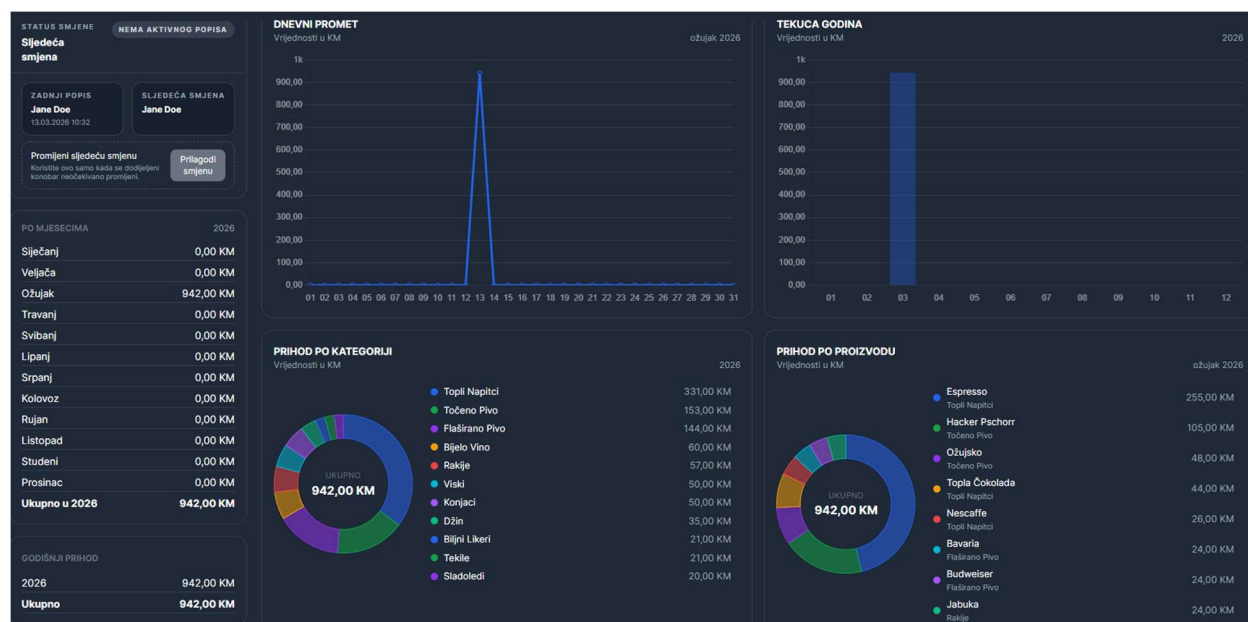 STATUS SMJENE
Sljedeća
smjena
NEMA AKTIVNOG POPISA
ZADNJI POPIS
Jane Doe
13.03.2026 10:32
SLJEDEĆA SMJENA
Jane Doe
Promijeni sljedeću smjenu
Koristite ovo samo kada se dodijeljeni
konobar neočekivano promijeni.
Prilagodi
smjenu
PO MJESECIMA 2026
Siječanj 0,00 KM
Veljača 0,00 KM
Ožujak 942,00 KM
Travanj 0,00 KM
Svibanj 0,00 KM
Lipanj 0,00 KM
Srpanj 0,00 KM
Kolovoz 0,00 KM
Rujan 0,00 KM
Listopad 0,00 KM
Studeni 0,00 KM
Prosinac 0,00 KM
Ukupno u 2026 942,00 KM
GODIŠNJI PRIHOD
2026 942,00 KM
Ukupno 942,00 KM
DNEVNI PROMET
Vrijednosti u KM ožujak 2026
1k
900,00
800,00
700,00
600,00
500,00
400,00
300,00
200,00
100,00
0,00
01 02 03 04 05 06 07 08 09 10 11 12 13 14 15 16 17 18 19 20 21 22 23 24 25 26 27 28 29 30 31
TEKUCA GODINA
Vrijednosti u KM 2026
1k
900,00
800,00
700,00
600,00
500,00
400,00
300,00
200,00
100,00
0,00
01 02 03 04 05 06 07 08 09 10 11 12
PRIHOD PO KATEGORIJI
Vrijednosti u KM 2026
UKUPNO
942,00 KM
Topli Napitci 331,00 KM
Točeno Pivo 153,00 KM
Flaširano Pivo 144,00 KM
Bijelo Vino 60,00 KM
Rakije 57,00 KM
Viski 50,00 KM
Konjaci 50,00 KM
Džin 35,00 KM
Biljni Likeri 21,00 KM
Tekile 21,00 KM
Sladoledi 20,00 KM
PRIHOD PO PROIZVODU
Vrijednosti u KM ožujak 2026
UKUPNO
942,00 KM
Espresso 255,00 KM
Topli Napitci
Hacker Pschorr 105,00 KM
Točeno Pivo
Ožujsko 48,00 KM
Točeno Pivo
Topla Čokolada 44,00 KM
Topli Napitci
Nescaffe 26,00 KM
Topli Napitci
Bavaria 24,00 KM
Flaširano Pivo
Budweiser 24,00 KM
Flaširano Pivo
Jabuka 24,00 KM
Rakije